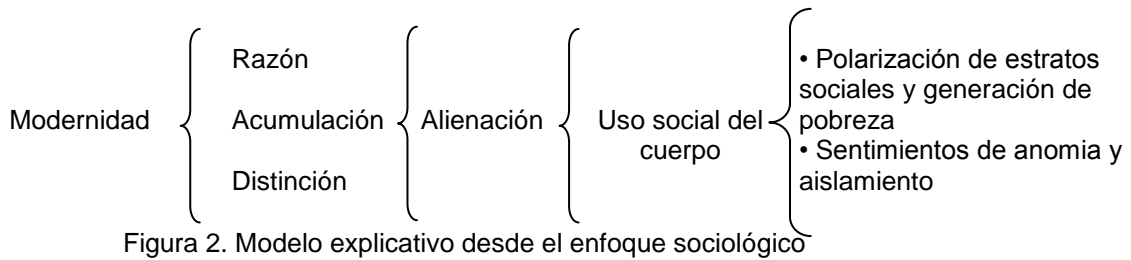 Modernidad
Razón
Acumulación
Distinción
Alienación
Uso social del
cuerpo
• Polarización de estratos
sociales y generación de
pobreza
• Sentimientos de anomia y
aislamiento
Figura 2. Modelo explicativo desde el enfoque sociológico